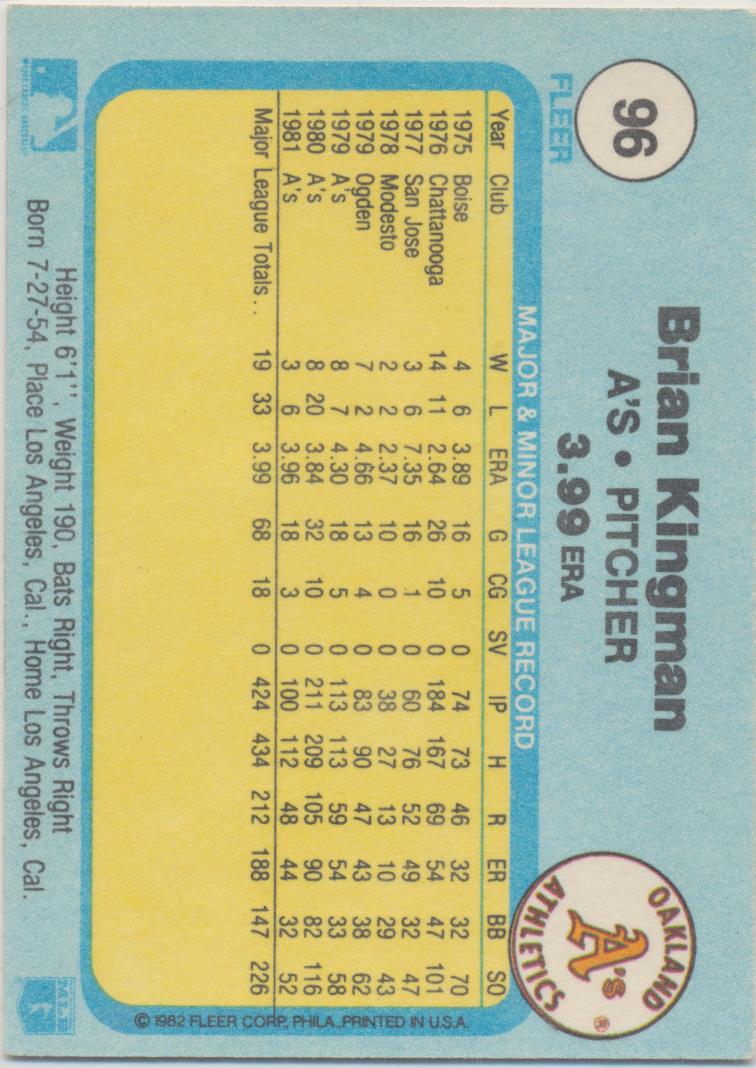 96
FLEER
Brian Kingman
A'S • PITCHER
3.99 ERA
OAKLAND
A's
ATHLETICS
®
MAJOR & MINOR LEAGUE RECORD
Year Club W L ERA G CG SV IP H R ER BB SO
1975 Boise 4 6 3.89 16 5 0 74 73 46 32 32 70
1976 Chattanooga 14 11 2.64 26 10 0 184 167 69 54 47 101
1977 San Jose 3 6 7.35 16 1 0 60 76 52 49 32 47
1978 Modesto 2 2 2.37 10 0 0 38 27 13 10 29 43
1979 Ogden 7 2 4.66 13 4 0 83 90 47 43 38 62
1979 A's 8 7 4.30 18 5 0 113 113 59 54 33 58
1980 A's 8 20 3.84 32 10 0 211 209 105 90 82 116
1981 A's 3 6 3.96 18 3 0 100 112 48 44 32 52
Major League Totals . . 19 33 3.99 68 18 0 424 434 212 188 147 226
© 1982 FLEER CORP., PHILA. PRINTED IN U.S.A.
Height 6'1'', Weight 190, Bats Right, Throws Right
Born 7-27-54, Place Los Angeles, Cal., Home Los Angeles, Cal.